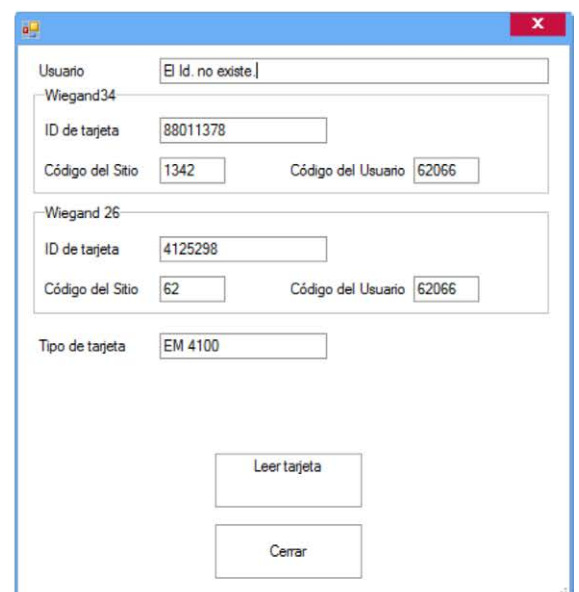 X
Usuario El Id. no existe.
Wiegand34
ID de tarjeta 88011378
Código del Sitio 1342 Código del Usuario 62066
Wiegand 26
ID de tarjeta 4125298
Código del Sitio 62 Código del Usuario 62066
Tipo de tarjeta EM 4100
Leer tarjeta
Cerrar